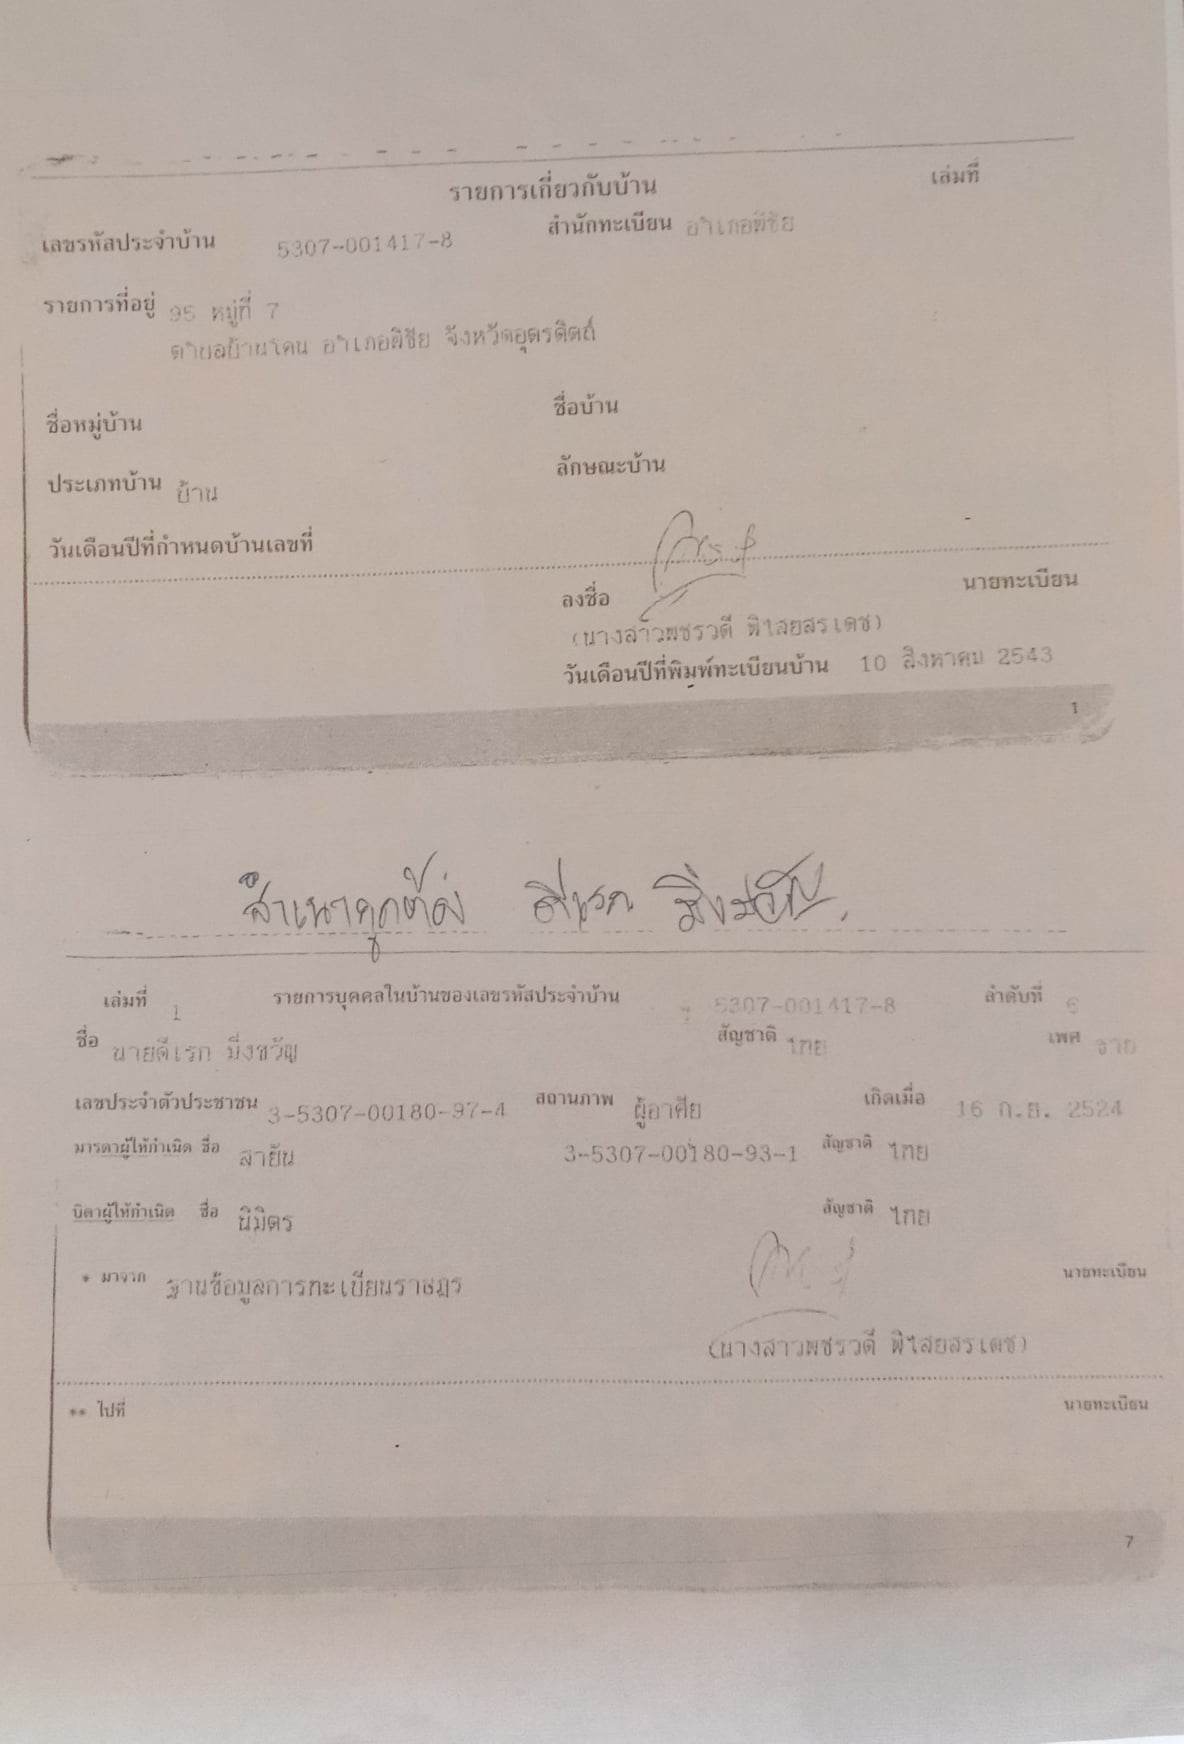 รายการเกี่ยวกับบ้าน เล่มที่
เลขรหัสประจำบ้าน 5307-001417-8 สำนักทะเบียน อำเภอพิชัย
รายการที่อยู่ 95 หมู่ที่ 7
ตำบลบ้านโคน อำเภอพิชัย จังหวัดอุตรดิตถ์
ชื่อหมู่บ้าน ชื่อบ้าน
ประเภทบ้าน บ้าน ลักษณะบ้าน
วันเดือนปีที่กำหนดบ้านเลขที่
ลงชื่อ นายทะเบียน
(นางสาวพชรวดี พิไสยสรเดช)
วันเดือนปีที่พิมพ์ทะเบียนบ้าน 10 สิงหาคม 2543
1
สำเนาถูกต้อง ดีเรก มิ่งขวัญ
เล่มที่ 1 รายการบุคคลในบ้านของเลขรหัสประจำบ้าน 5307-001417-8 ลำดับที่ 6
ชื่อ นายดีเรก มิ่งขวัญ สัญชาติ ไทย เพศ ชาย
เลขประจำตัวประชาชน 3-5307-00180-97-4 สถานภาพ ผู้อาศัย เกิดเมื่อ 16 ก.ย. 2524
มารดาผู้ให้กำเนิด ชื่อ สายัน 3-5307-00180-93-1 สัญชาติ ไทย
บิดาผู้ให้กำเนิด ชื่อ นิมิตร สัญชาติ ไทย
* มาจาก ฐานข้อมูลการทะเบียนราษฎร นายทะเบียน
(นางสาวพชรวดี พิไสยสรเดช)
** ไปที่ นายทะเบียน
7